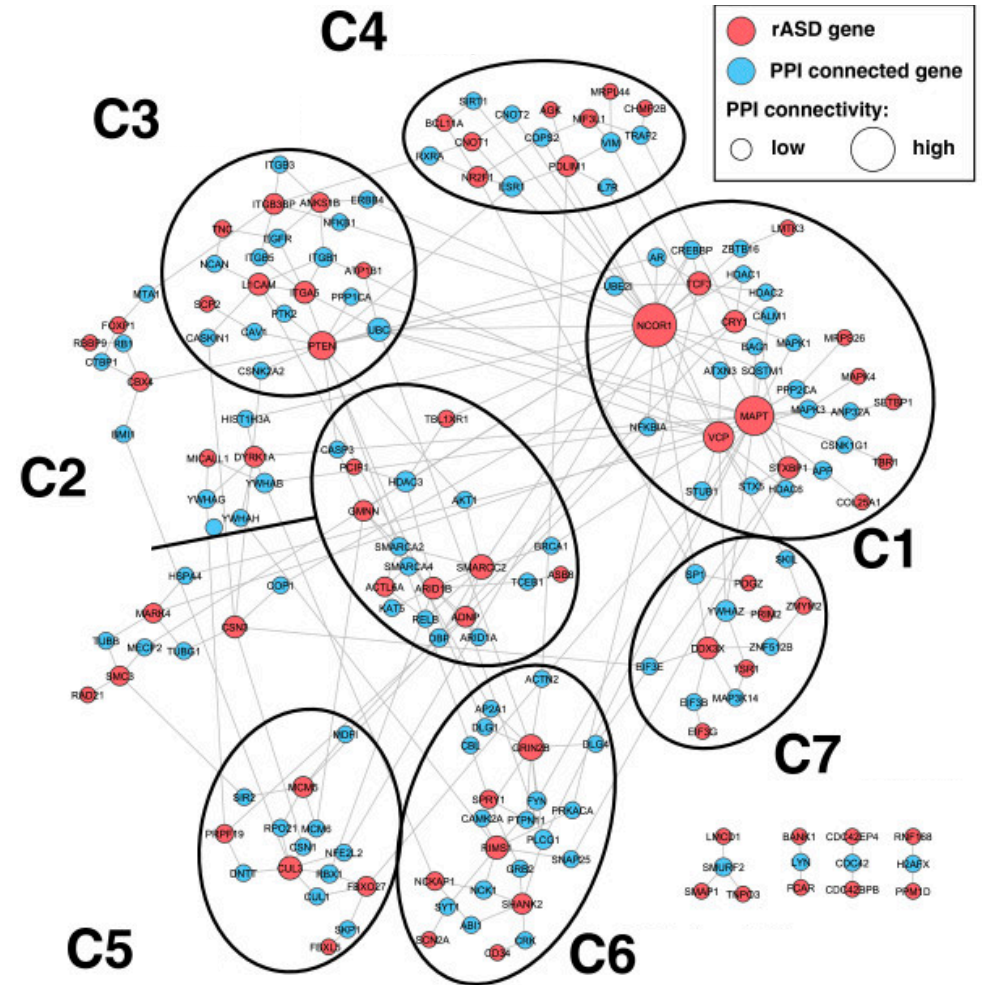 C4
rASD gene
PPI connected gene
PPI connectivity:
low
high
C3
SIRT1
MRPL44
CNOT2
AGK
CHMP2B
BCL11A
NIF3L1
COPS2
TRAF2
CNOT1
VIM
RXRA
PDLIM1
NR2F1
ESR1
IL7R
ITGB3
ITGB3BP
ANKS1B
ERBB4
NFKB1
TNC
EGFR
NCAN
ITGB5
ITGB1
ATP1B1
L1CAM
ITGA5
PPP1CA
SCP2
PTK2
CASKIN1
CAV1
UBC
PTEN
CSNK2A2
MTA1
FOXP1
RBBP9
RB1
CTBP1
CBX4
BMI1
LMTK3
AR
CREBBP
ZBTB16
HDAC1
UBE2I
TCF3
HDAC2
NCOR1
CRY1
CALM1
BAG1
MAPK1
MRPS26
ATXN3
SQSTM1
MAPK4
PPP2CA
SETBP1
MAPT
MAPK3
ANP32A
NFKBIA
VCP
CSNK1G1
STXBP1
APP
TBR1
STUB1
STX5
HDAC6
COL25A1
C1
C2
HIST1H3A
MICALL1
DYRK1A
YWHAB
YWHAG
YWHAH
TBL1XR1
CASP3
PCIF1
HDAC3
AKT1
GMNN
SMARCA2
BRCA1
SMARCA4
SMARCC2
ACTL6A
ARID1B
TCEB1
ASB8
KAT5
RELB
ADNP
DBP
ARID1A
HSPA4
COP1
MARK4
CSN3
TUBB
MECP2
TUBG1
SMC3
RAD21
SKIL
SP1
POGZ
YWHAZ
PRIM2
ZMYM2
DDX3X
ZNF512B
EIF3E
TSR1
EIF3B
MAP3K14
EIF3G
C7
ACTN2
AP2A1
DLG1
CBL
GRIN2B
DLG4
SPRY1
FYN
CAMK2A
PTPN11
PRKACA
PLCG1
RIMS1
GRB2
SNAP25
NCKAP1
NCK1
SYT1
SHANK2
ABI1
SCN2A
CD34
CRK
C6
SIR2
MCM5
PRPF19
RPO21
MCM6
CSN1
NFE2L2
CUL3
RBX1
DNTT
CUL1
FBXO27
SKP1
C5
LMCD1
BANK1
CDC42EP4
RNF168
SMURF2
LYN
CDC42
H2AFX
SMAP1
TNPO3
FCAR
CDC42BPB
PPM1D